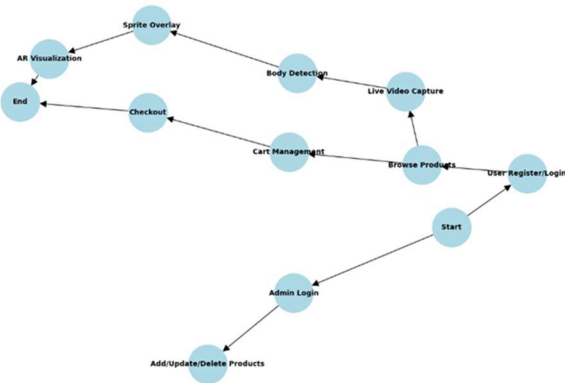 Sprite Overlay
AR Visualization
Body Detection
Live Video Capture
End
Checkout
Cart Management
Browse Products
User Register/Login
Start
Admin Login
Add/Update/Delete Products